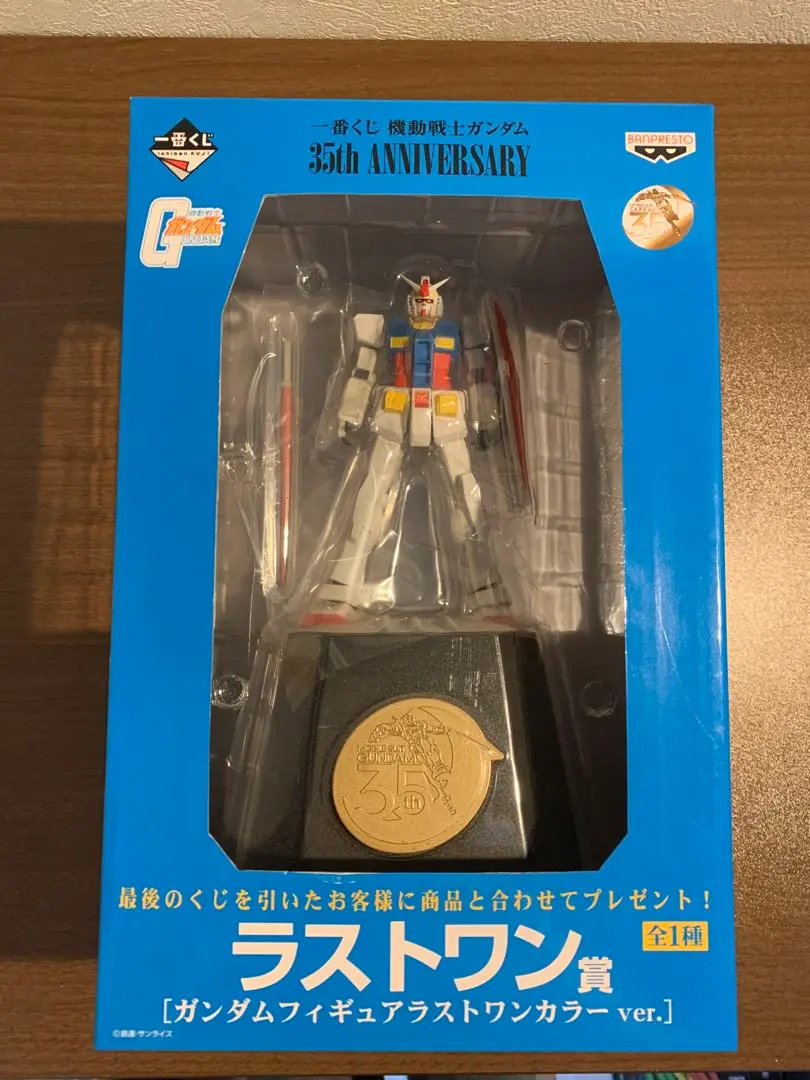 一番くじ
Ichiban KUJI
一番くじ 機動戦士ガンダム
35th ANNIVERSARY
BANPRESTO
機動戦士
ガンダム
GUNDAM
35
MOBILE SUIT
GUNDAM
35th
最後のくじを引いたお客様に商品と合わせてプレゼント!
ラストワン賞
全1種
[ガンダムフィギュアラストワンカラー ver.]
©創通・サンライズ